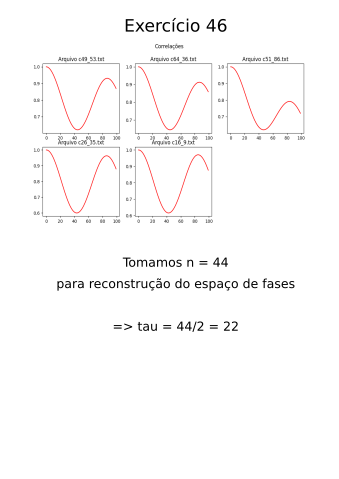 Exercício 46
Correlações
Arquivo c49_53.txt
Arquivo c64_36.txt
Arquivo c51_86.txt
1.0
0.9
0.8
0.7
0 20 40 60 80 100
1.0
0.9
0.8
0.7
0 20 40 60 80 100
1.0
0.9
0.8
0.7
0 20 40 60 80 100
Arquivo c26_35.txt
Arquivo c16_9.txt
1.0
0.9
0.8
0.7
0.6
0 20 40 60 80 100
1.0
0.9
0.8
0.7
0.6
0 20 40 60 80 100
Tomamos n = 44
para reconstrução do espaço de fases
=> tau = 44/2 = 22